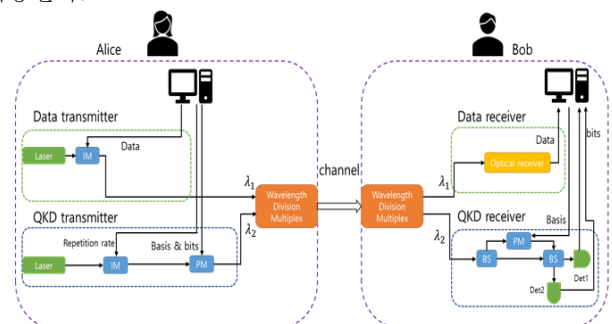 Alice
Bob
Data transmitter
Laser
IM
Data
λ1
QKD transmitter
Repetition rate
Basis & bits
λ2
Laser
IM
PM
Wavelength
Division
Multiplex
channel
Wavelength
Division
Multiplex
Data receiver
Data
bits
λ1
Optical receiver
QKD receiver
Basis
λ2
PM
BS
BS
Det1
Det2